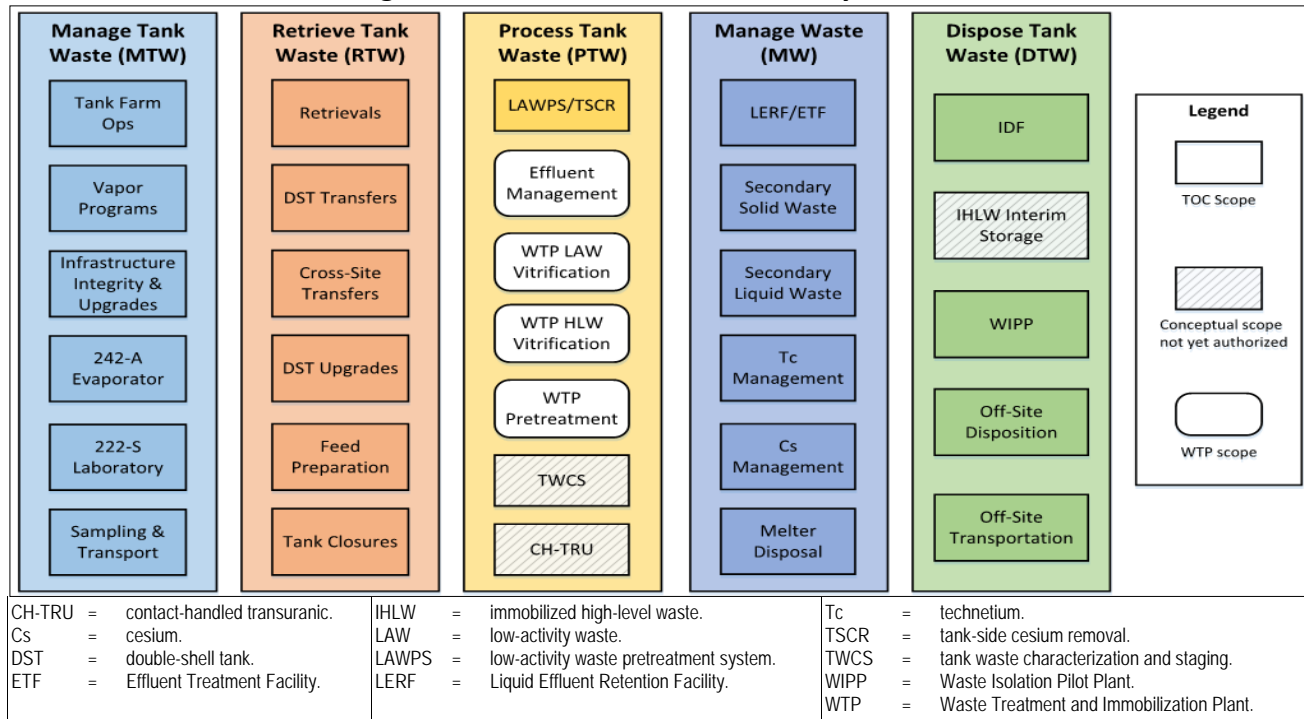 Manage Tank
Waste (MTW)
Tank Farm
Ops
Vapor
Programs
Infrastructure
Integrity &
Upgrades
242-A
Evaporator
222-S
Laboratory
Sampling &
Transport
Retrieve Tank
Waste (RTW)
Retrievals
DST Transfers
Cross-Site
Transfers
DST Upgrades
Feed
Preparation
Tank Closures
Process Tank
Waste (PTW)
LAWPS/TSCR
Effluent
Management
WTP LAW
Vitrification
WTP HLW
Vitrification
WTP
Pretreatment
TWCS
CH-TRU
Manage Waste
(MW)
LERF/ETF
Secondary
Solid Waste
Secondary
Liquid Waste
Tc
Management
Cs
Management
Melter
Disposal
Dispose Tank
Waste (DTW)
IDF
IHLW Interim
Storage
WIPP
Off-Site
Disposition
Off-Site
Transportation
Legend
TOC Scope
Conceptual scope
not yet authorized
WTP scope
CH-TRU = contact-handled transuranic.
Cs = cesium.
DST = double-shell tank.
ETF = Effluent Treatment Facility.
IHLW = immobilized high-level waste.
LAW = low-activity waste.
LAWPS = low-activity waste pretreatment system.
LERF = Liquid Effluent Retention Facility.
Tc = technetium.
TSCR = tank-side cesium removal.
TWCS = tank waste characterization and staging.
WIPP = Waste Isolation Pilot Plant.
WTP = Waste Treatment and Immobilization Plant.